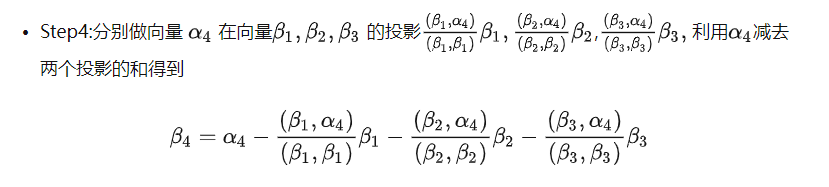 • Step4:分别做向量 $\alpha_4$ 在向量$\beta_1, \beta_2, \beta_3$ 的投影$\frac{(\beta_1,\alpha_4)}{(\beta_1,\beta_1)}\beta_1, \frac{(\beta_2,\alpha_4)}{(\beta_2,\beta_2)}\beta_2, \frac{(\beta_3,\alpha_4)}{(\beta_3,\beta_3)}\beta_3,$ 利用$\alpha_4$减去
两个投影的和得到
$\beta_4 = \alpha_4 - \frac{(\beta_1,\alpha_4)}{(\beta_1,\beta_1)}\beta_1 - \frac{(\beta_2,\alpha_4)}{(\beta_2,\beta_2)}\beta_2 - \frac{(\beta_3,\alpha_4)}{(\beta_3,\beta_3)}\beta_3$